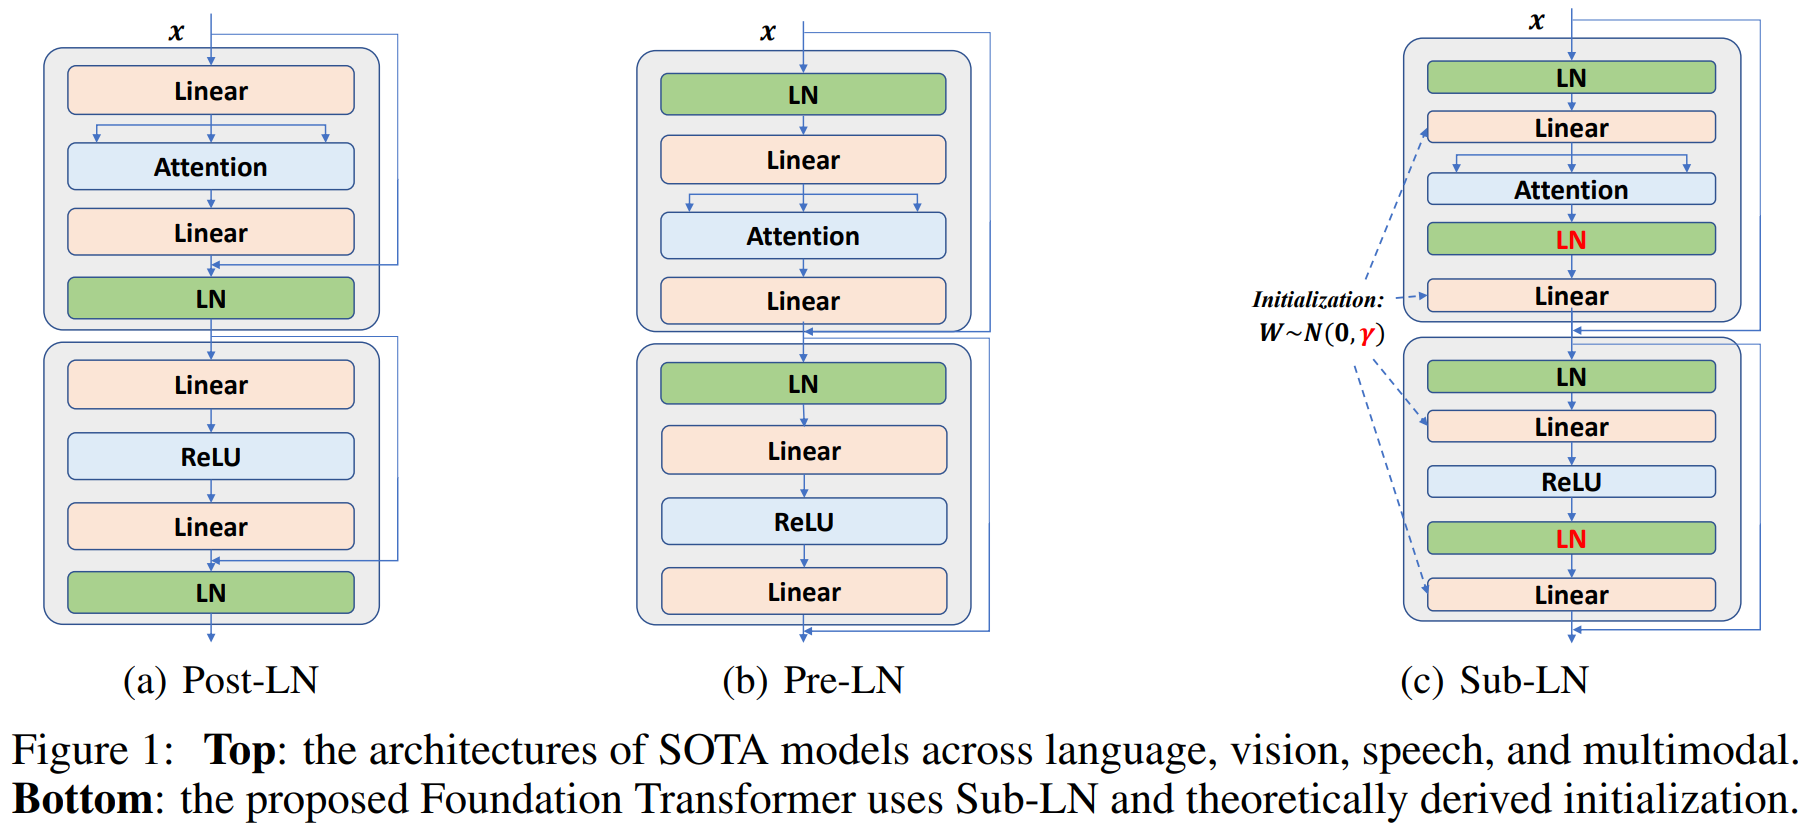 x
Linear
Attention
Linear
LN
Linear
ReLU
Linear
LN
(a) Post-LN
x
LN
Linear
Attention
Linear
LN
Linear
ReLU
Linear
(b) Pre-LN
x
LN
Linear
Attention
LN
Linear
Initialization:
W~N(0, γ)
LN
Linear
ReLU
LN
Linear
(c) Sub-LN
Figure 1: Top: the architectures of SOTA models across language, vision, speech, and multimodal.
Bottom: the proposed Foundation Transformer uses Sub-LN and theoretically derived initialization.